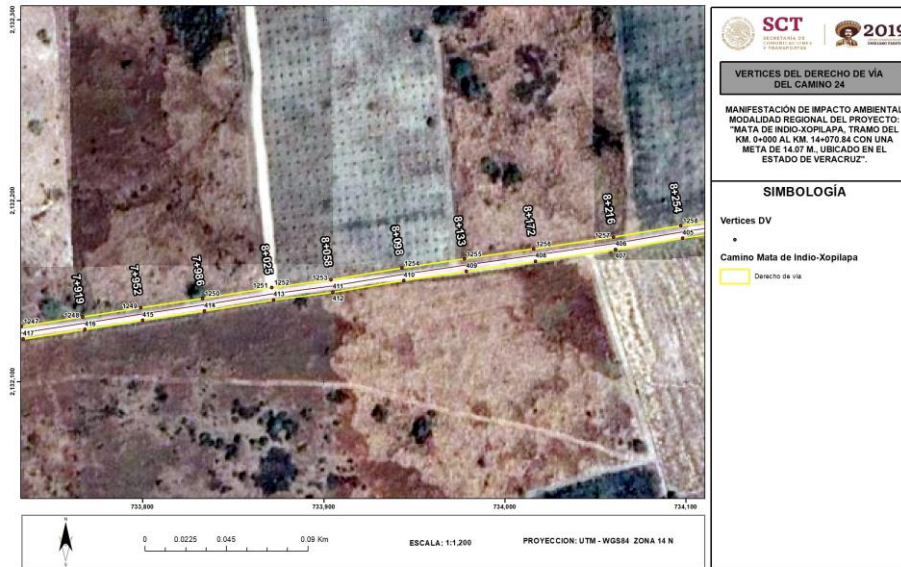 2,132,300
2,132,200
2,132,100
7+919
7+952
7+986
8+025
8+058
8+098
8+133
8+172
8+216
8+254
1247
1248
1249
1250
1251
1252
1253
1254
1255
1256
1257
1258
417
416
415
414
413
412
411
410
409
408
407
406
405
733,800
733,900
734,000
734,100
N
0
0.0225
0.045
0.09 Km
ESCALA: 1:1,200
PROYECCION: UTM - WGS84 ZONA 14 N
SCT
SECRETARÍA DE
COMUNICACIONES
Y TRANSPORTES
2019
VERTICES DEL DERECHO DE VÍA
DEL CAMINO 24
MANIFESTACIÓN DE IMPACTO AMBIENTAL
MODALIDAD REGIONAL DEL PROYECTO:
"MATA DE INDIO-XOPILAPA, TRAMO DEL
KM. 0+000 AL KM. 14+070.84 CON UNA
META DE 14.07 M., UBICADO EN EL
ESTADO DE VERACRUZ".
SIMBOLOGÍA
Vertices DV
Camino Mata de Indio-Xopilapa
Derecho de vía